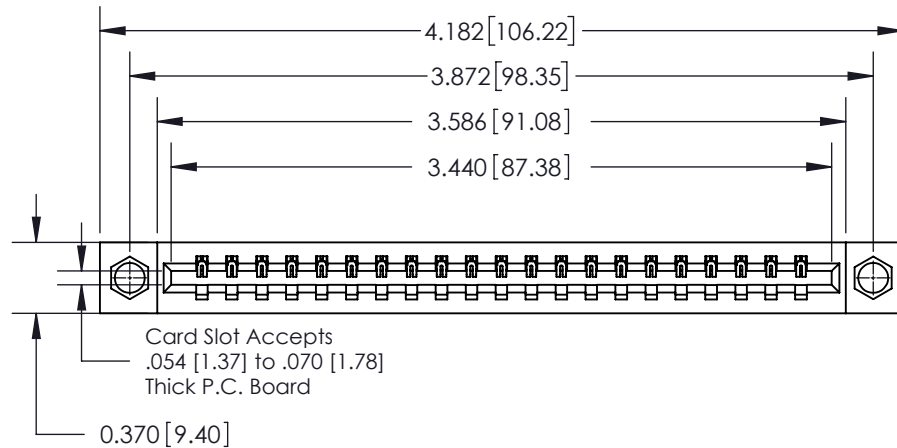 4.182[106.22]
3.872[98.35]
3.586[91.08]
3.440[87.38]
Card Slot Accepts
.054 [1.37] to .070 [1.78]
Thick P.C. Board
0.370[9.40]